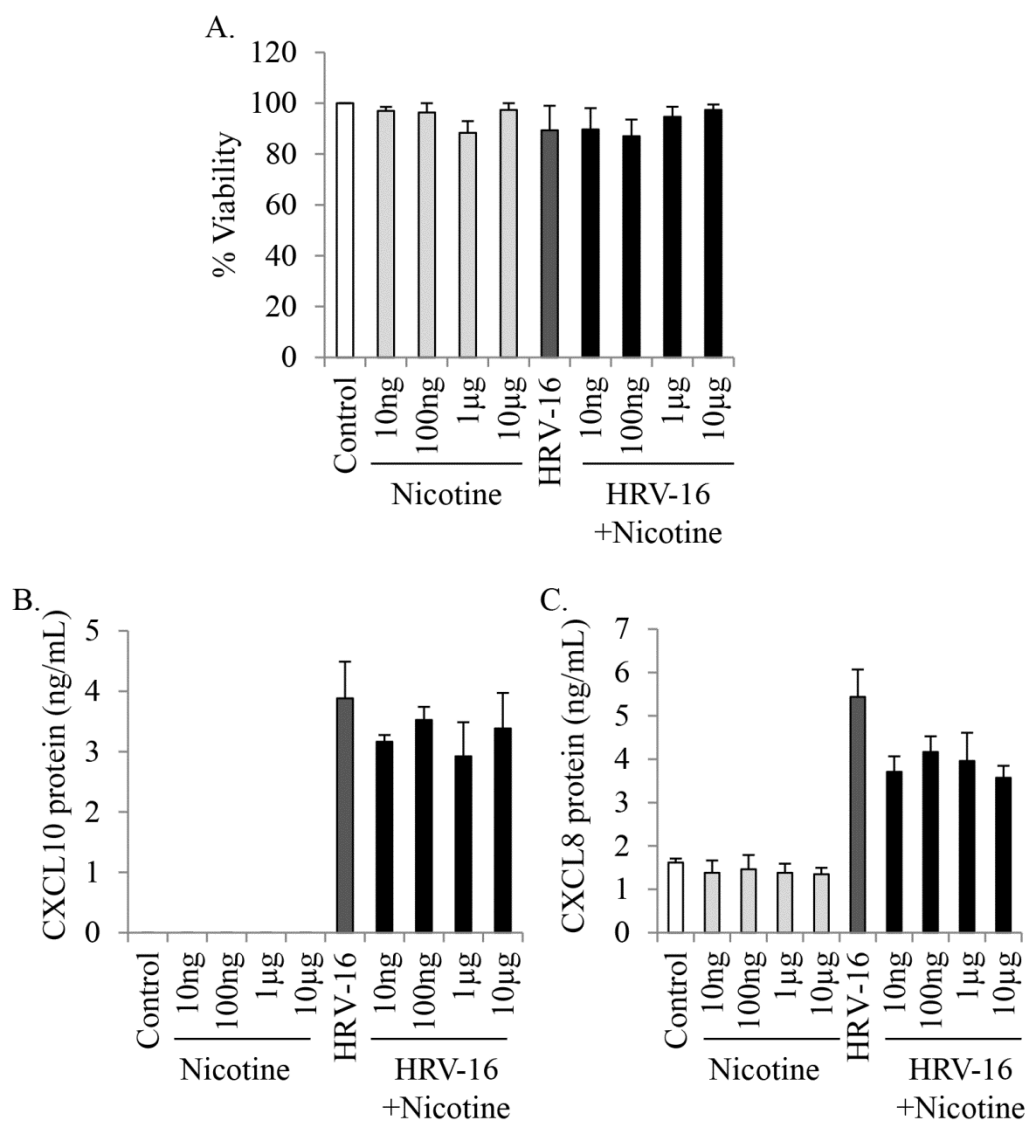 A.
% Viability
120
100
80
60
40
20
0
Control
10ng
100ng
1µg
10µg
HRV-16
10ng
100ng
1µg
10µg
Nicotine
HRV-16
+Nicotine
B.
CXCL10 protein (ng/mL)
5
4
3
2
1
0
Control
10ng
100ng
1µg
10µg
HRV-16
10ng
100ng
1µg
10µg
Nicotine
HRV-16
+Nicotine
C.
CXCL8 protein (ng/mL)
7
6
5
4
3
2
1
0
Control
10ng
100ng
1µg
10µg
HRV-16
10ng
100ng
1µg
10µg
Nicotine
HRV-16
+Nicotine